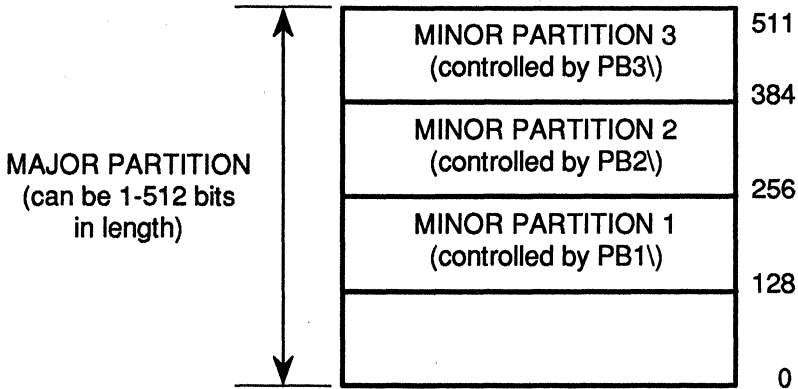 511
MINOR PARTITION 3
(controlled by PB3\)
384
MINOR PARTITION 2
(controlled by PB2\)
MAJOR PARTITION
(can be 1-512 bits
in length)
256
MINOR PARTITION 1
(controlled by PB1\)
128
0